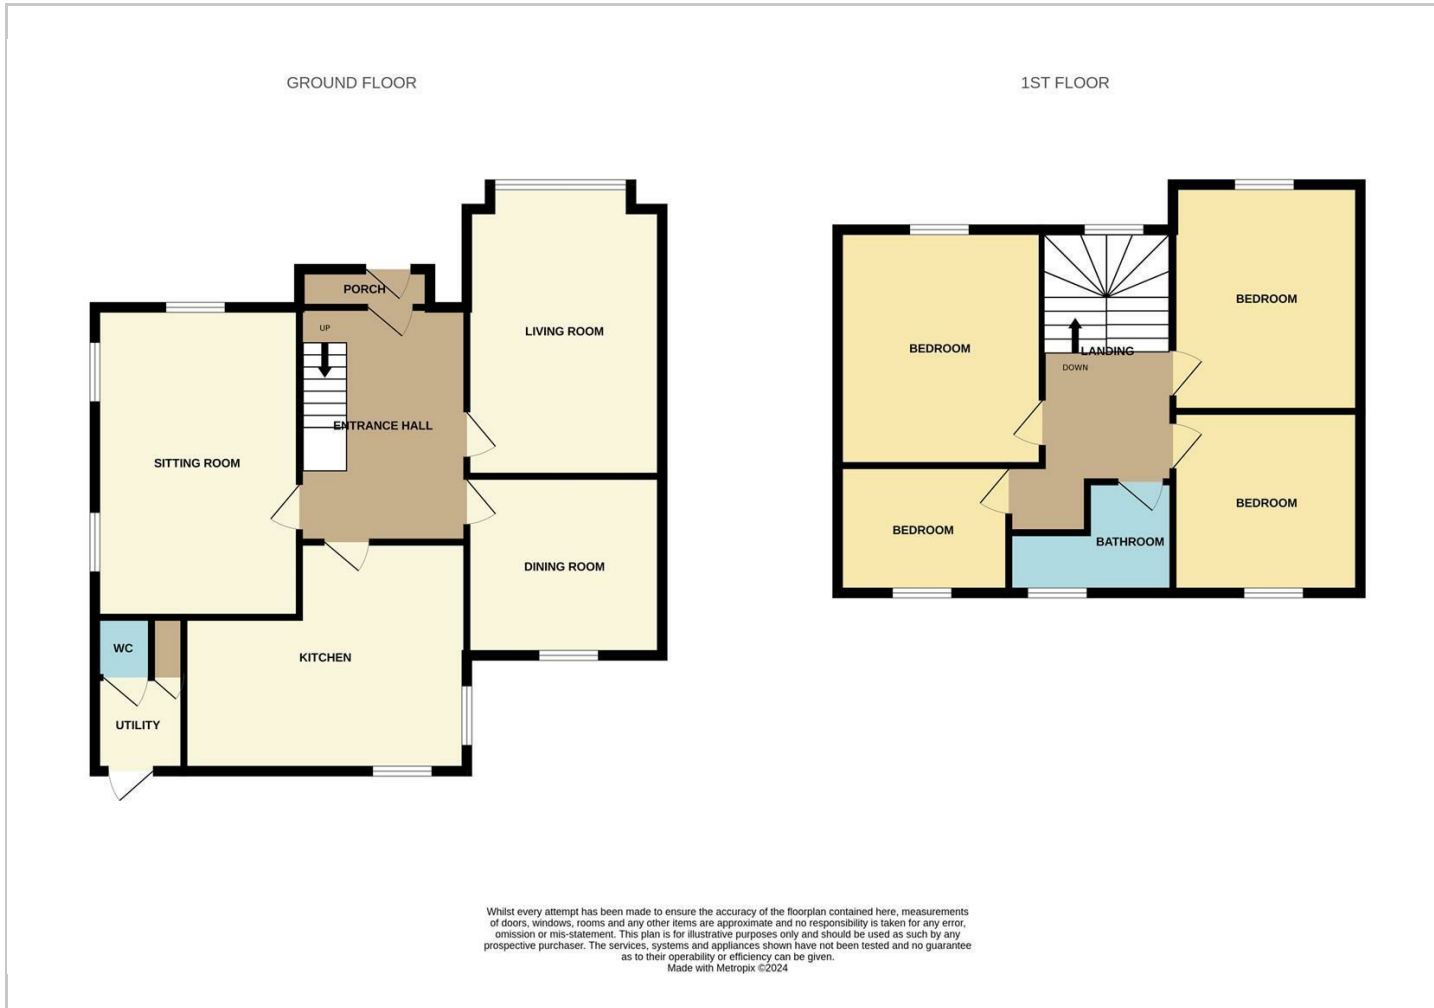 GROUND FLOOR
1ST FLOOR
PORCH
UP
LIVING ROOM
ENTRANCE HALL
SITTING ROOM
DINING ROOM
WC
KITCHEN
UTILITY
BEDROOM
BEDROOM
LANDING
DOWN
BEDROOM
BEDROOM
BATHROOM
Whilst every attempt has been made to ensure the accuracy of the floorplan contained here, measurements
of doors, windows, rooms and any other items are approximate and no responsibility is taken for any error,
omission or mis-statement. This plan is for illustrative purposes only and should be used as such by any
prospective purchaser. The services, systems and appliances shown have not been tested and no guarantee
as to their operability or efficiency can be given.
Made with Metropix ©2024